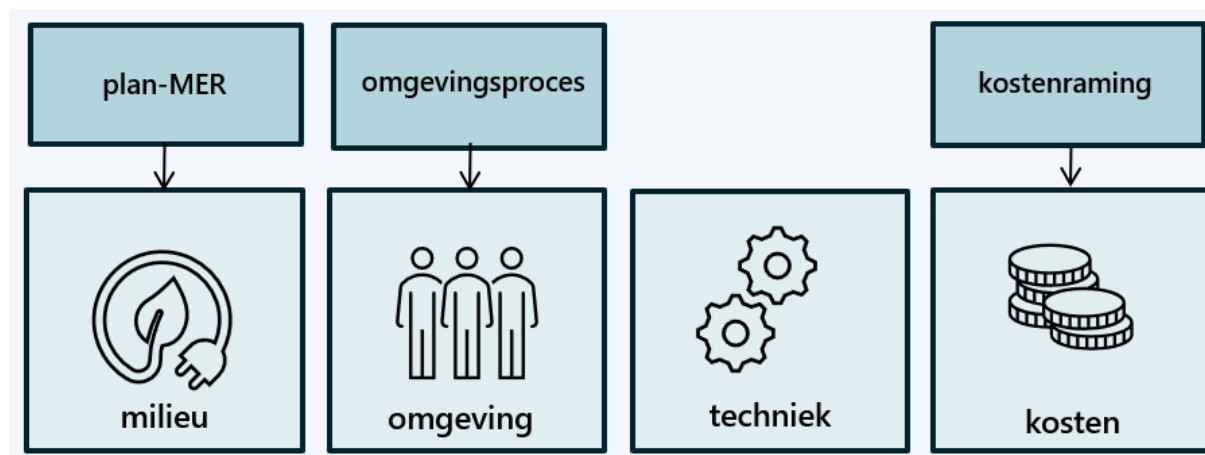 plan-MER
omgevingsproces
kostenraming
milieu
omgeving
techniek
kosten